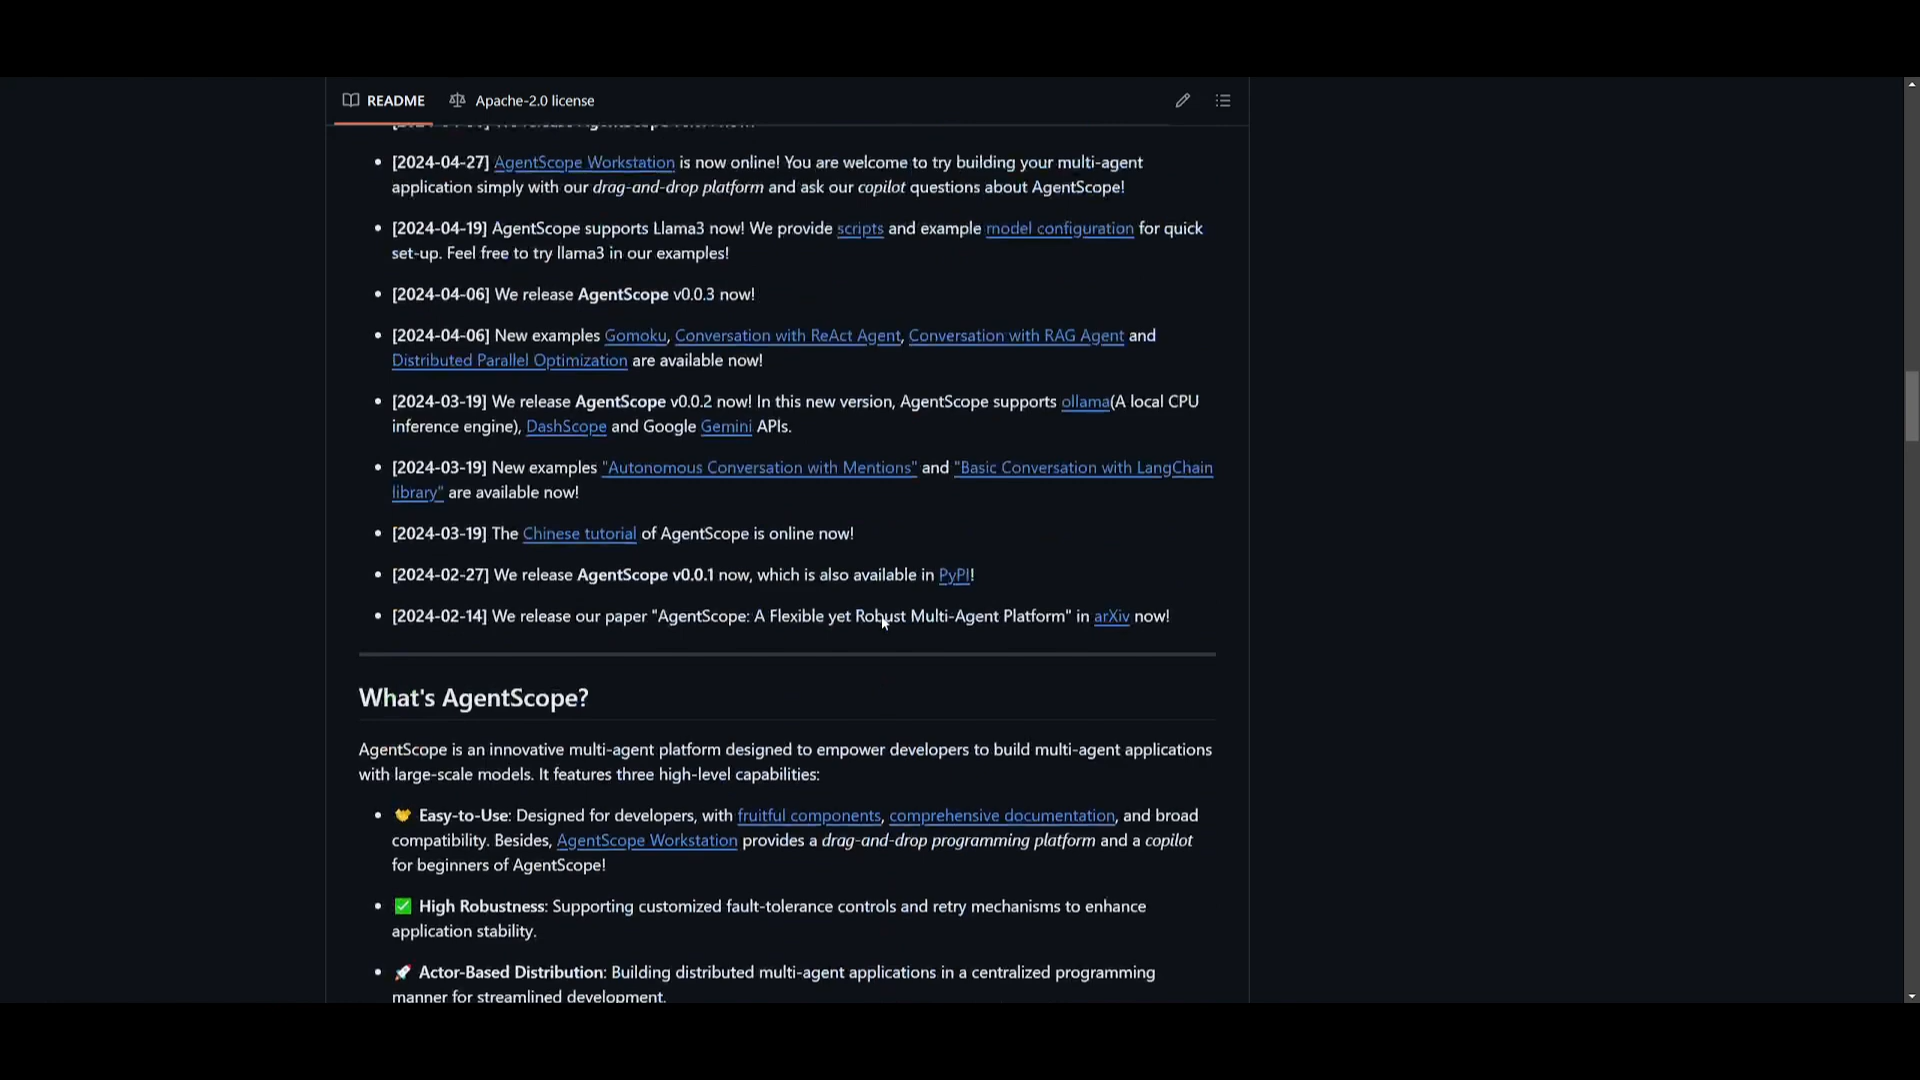 README Apache-2.0 license
[2024-04-27] AgentScope Workstation is now online! You are welcome to try building your multi-agent
application simply with our drag-and-drop platform and ask our copilot questions about AgentScope!
[2024-04-19] AgentScope supports Llama3 now! We provide scripts and example model configuration for quick
set-up. Feel free to try llama3 in our examples!
[2024-04-06] We release AgentScope v0.0.3 now!
[2024-04-06] New examples Gomoku, Conversation with ReAct Agent, Conversation with RAG Agent and
Distributed Parallel Optimization are available now!
[2024-03-19] We release AgentScope v0.0.2 now! In this new version, AgentScope supports ollama(A local CPU
inference engine), DashScope and Google Gemini APIs.
[2024-03-19] New examples "Autonomous Conversation with Mentions" and "Basic Conversation with LangChain
library" are available now!
[2024-03-19] The Chinese tutorial of AgentScope is online now!
[2024-02-27] We release AgentScope v0.0.1 now, which is also available in PyPI!
[2024-02-14] We release our paper "AgentScope: A Flexible yet Robust Multi-Agent Platform" in arXiv now!
What's AgentScope?
AgentScope is an innovative multi-agent platform designed to empower developers to build multi-agent applications
with large-scale models. It features three high-level capabilities:
🤝 Easy-to-Use: Designed for developers, with fruitful components, comprehensive documentation, and broad
compatibility. Besides, AgentScope Workstation provides a drag-and-drop programming platform and a copilot
for beginners of AgentScope!
✅ High Robustness: Supporting customized fault-tolerance controls and retry mechanisms to enhance
application stability.
🚀 Actor-Based Distribution: Building distributed multi-agent applications in a centralized programming
manner for streamlined development.